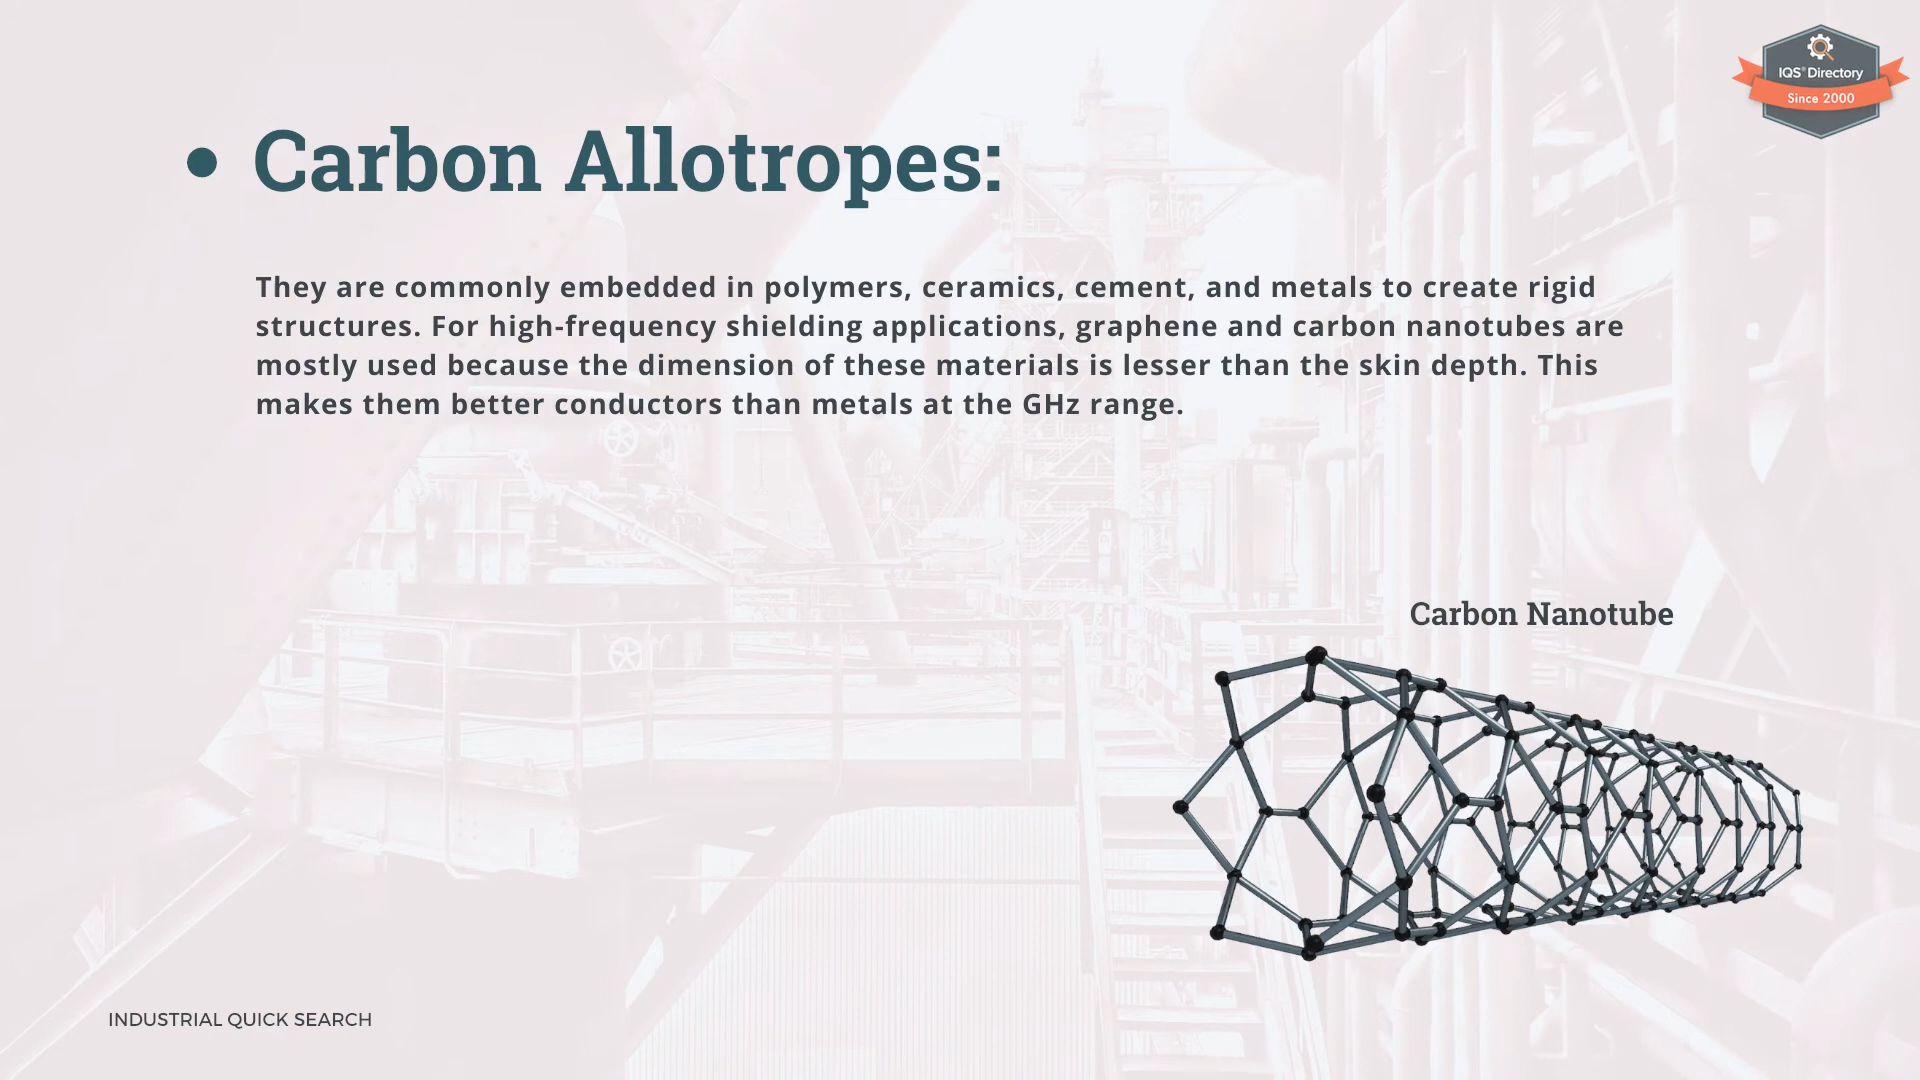 IQS® Directory
Since 2000
• Carbon Allotropes:
They are commonly embedded in polymers, ceramics, cement, and metals to create rigid
structures. For high-frequency shielding applications, graphene and carbon nanotubes are
mostly used because the dimension of these materials is lesser than the skin depth. This
makes them better conductors than metals at the GHz range.
Carbon Nanotube
INDUSTRIAL QUICK SEARCH